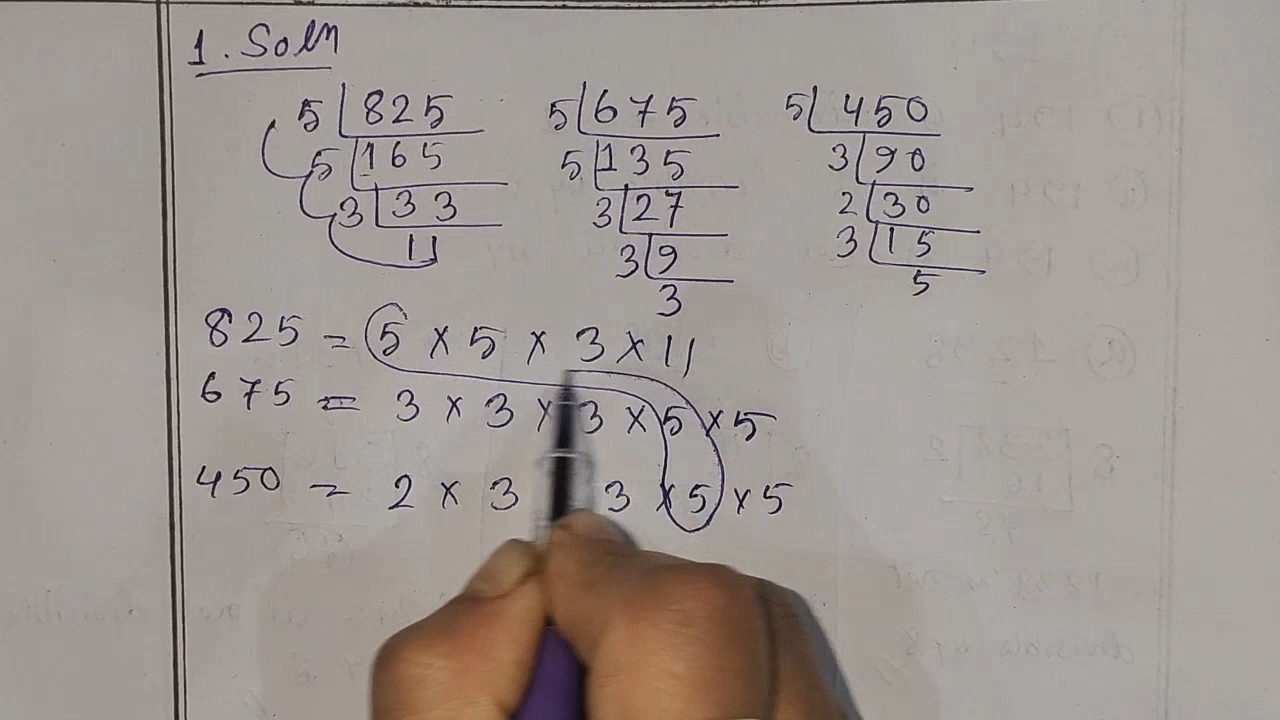 1. Soln
5 825 5 675 5 450
5 165 5 135 3 90
3 33 3 27 2 30
11 3 9 3 15
3 5
825 = 5 × 5 × 3 × 11
675 = 3 × 3 × 3 × 5 × 5
450 = 2 × 3 3 × 5 × 5